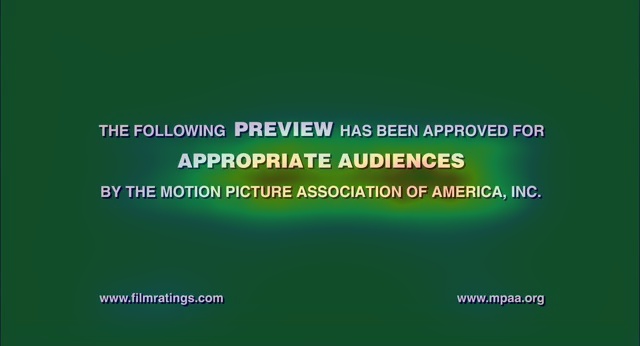 THE FOLLOWING PREVIEW HAS BEEN APPROVED FOR
APPROPRIATE AUDIENCES
BY THE MOTION PICTURE ASSOCIATION OF AMERICA, INC.
www.filmratings.com www.mpaa.org